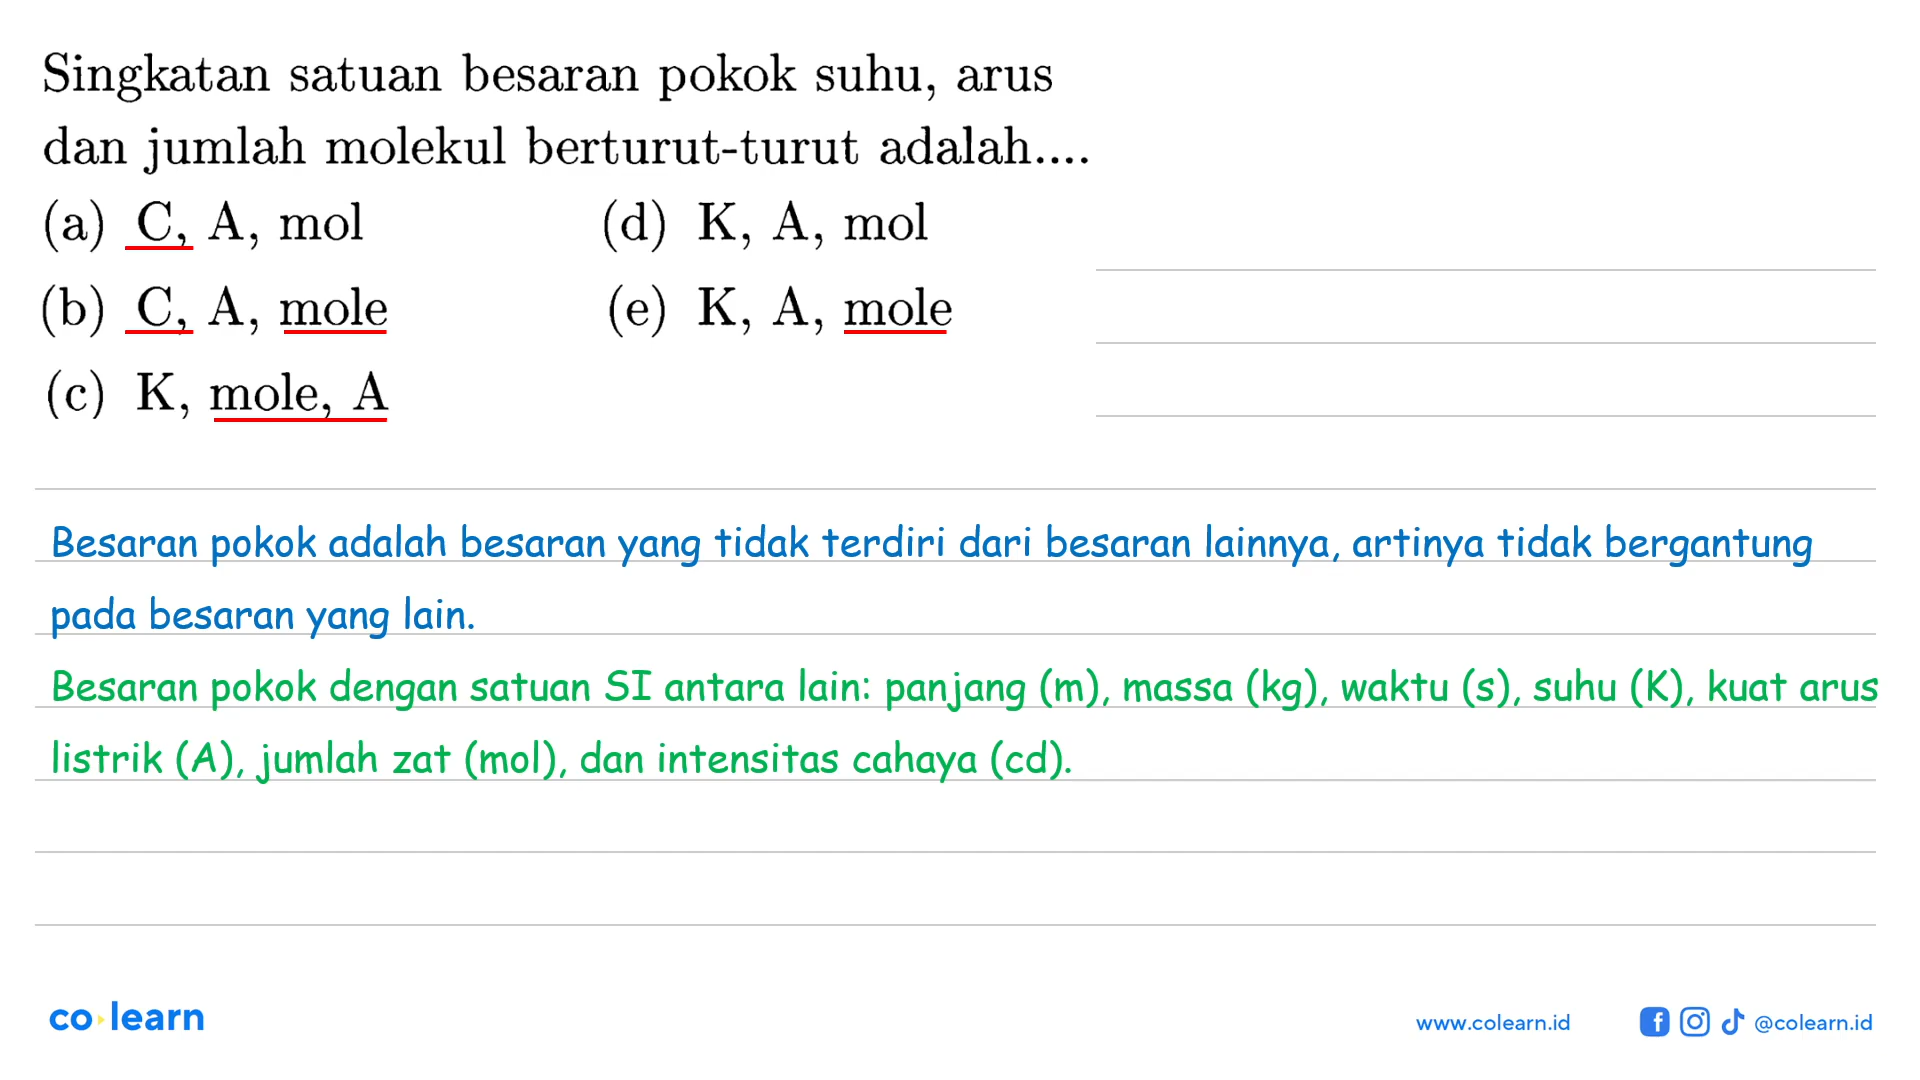 Singkatan satuan besaran pokok suhu, arus
dan jumlah molekul berturut-turut adalah....
(a) C, A, mol (d) K, A, mol
(b) C, A, mole (e) K, A, mole
(c) K, mole, A
Besaran pokok adalah besaran yang tidak terdiri dari besaran lainnya, artinya tidak bergantung
pada besaran yang lain.
Besaran pokok dengan satuan SI antara lain: panjang (m), massa (kg), waktu (s), suhu (K), kuat arus
listrik (A), jumlah zat (mol), dan intensitas cahaya (cd).
co learn www.colearn.id @colearn.id